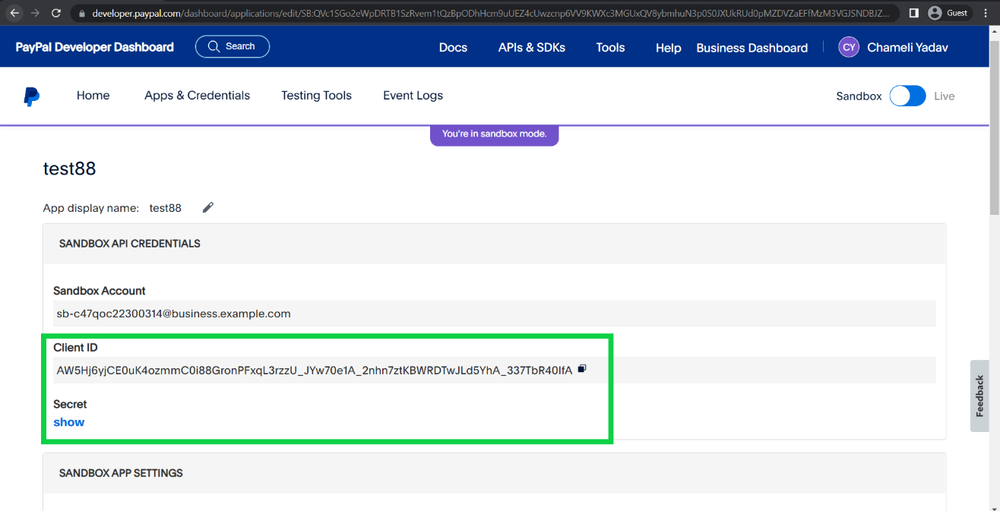 developer.paypal.com/dashboard/applications/edit/SB:QVc1SGo2eWpDRTB1SzRvem1tQzBpODhHcm9uUEZ4cUwzcnp6VV9KWXc3MGUxQV8ybmhuN3p0S0JXUkRUd0pMZDVZaEFfMzM3VGJSNDBJZ...
Guest
PayPal Developer Dashboard
Search
Docs
APIs & SDKs
Tools
Help
Business Dashboard
CY
Chameli Yadav
Home
Apps & Credentials
Testing Tools
Event Logs
Sandbox
Live
You're in sandbox mode.
test88
App display name: test88
SANDBOX API CREDENTIALS
Sandbox Account
sb-c47qoc22300314@business.example.com
Client ID
AW5Hj6yjCE0uK4ozmmC0i88GronPFxqL3rzzU_JYw70e1A_2nhn7ztKBWRDTwJLd5YhA_337TbR40IfA
Secret
show
Feedback
SANDBOX APP SETTINGS